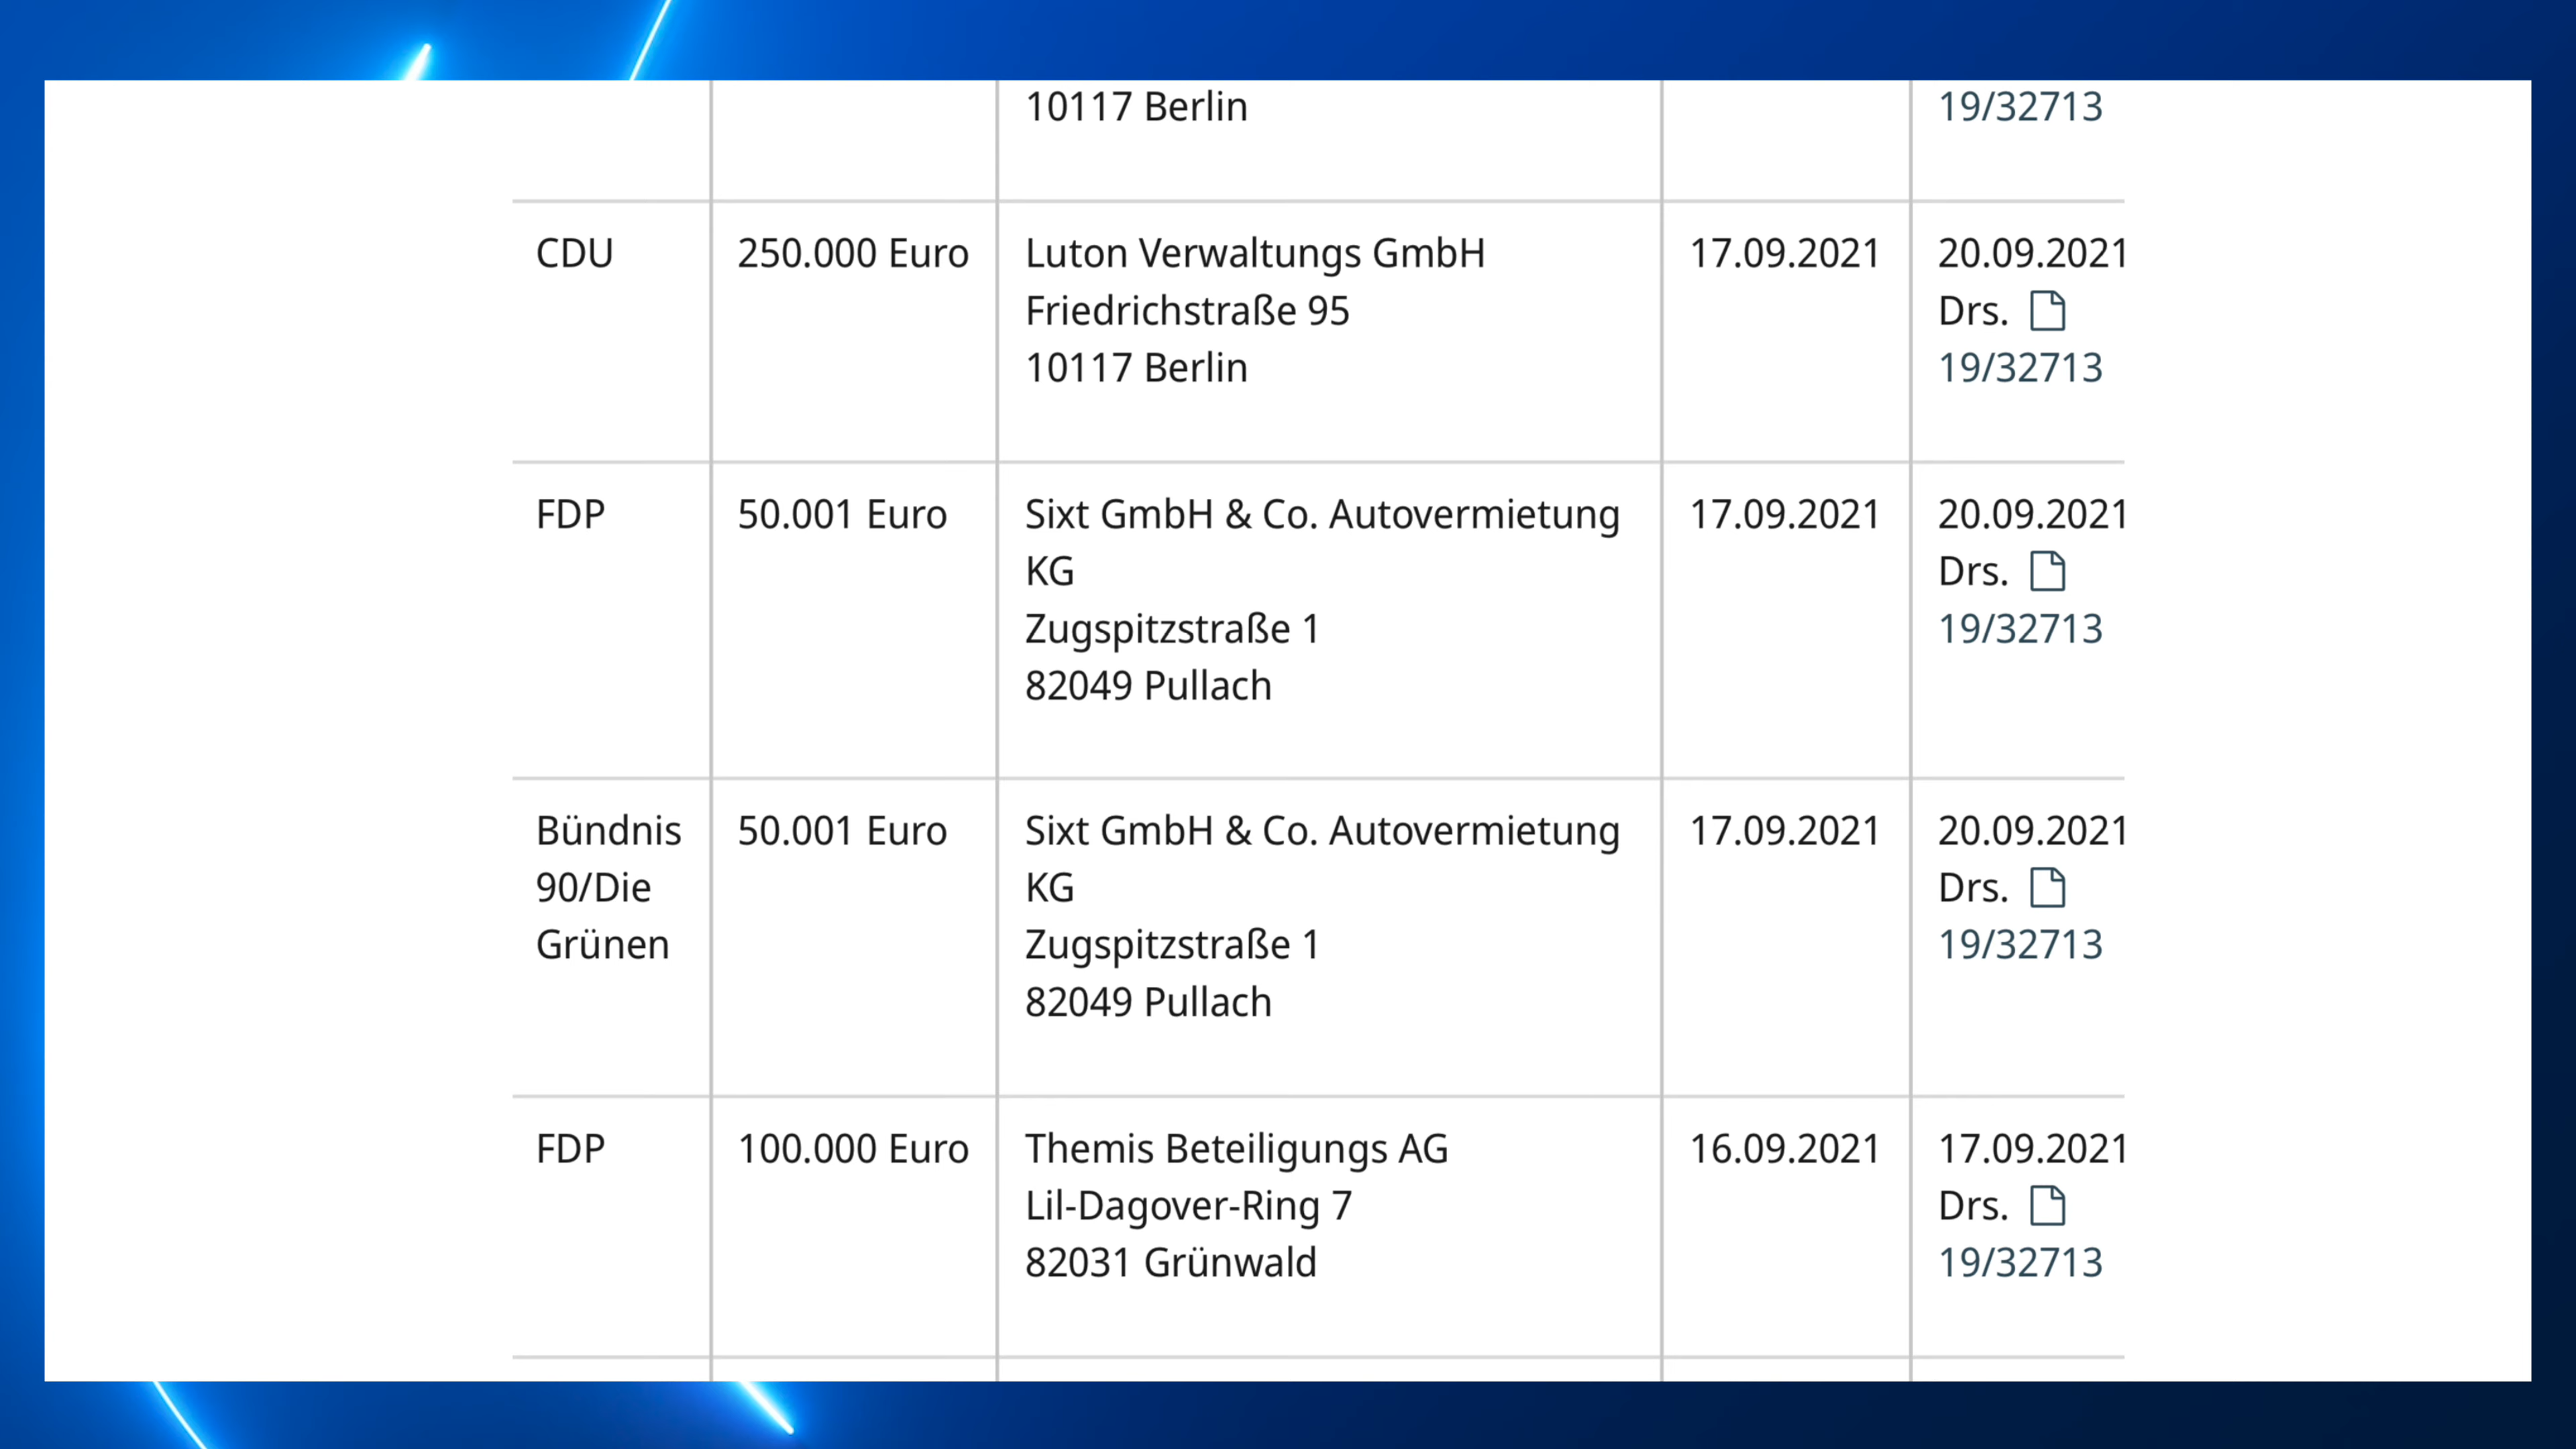 10117 Berlin
19/32713
CDU
250.000 Euro
Luton Verwaltungs GmbH
Friedrichstraße 95
10117 Berlin
17.09.2021
20.09.2021
Drs.
19/32713
FDP
50.001 Euro
Sixt GmbH & Co. Autovermietung
KG
Zugspitzstraße 1
82049 Pullach
17.09.2021
20.09.2021
Drs.
19/32713
Bündnis
90/Die
Grünen
50.001 Euro
Sixt GmbH & Co. Autovermietung
KG
Zugspitzstraße 1
82049 Pullach
17.09.2021
20.09.2021
Drs.
19/32713
FDP
100.000 Euro
Themis Beteiligungs AG
Lil-Dagover-Ring 7
82031 Grünwald
16.09.2021
17.09.2021
Drs.
19/32713